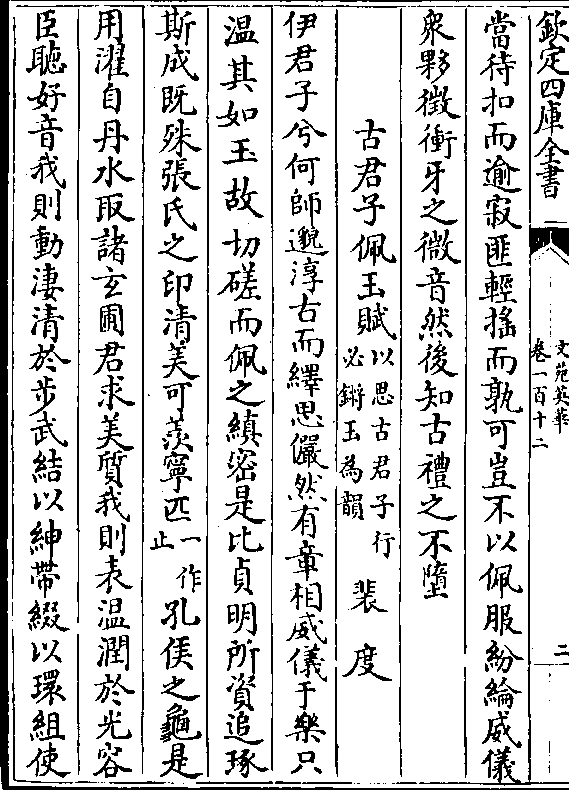 欽定四庫全書
文苑英華
卷一百十二
二
當待扣而逾寂匪輕搖而孰可豈不以佩服紛綸威儀
衆夥徵衝牙之微音然後知古禮之不墮
古君子佩玉賦以思古君子行必鏘玉為韻 裴度
伊君子兮何師邈淳古而繹思儼然有章相威儀于樂只
溫其如玉故切磋而佩之縝密是比貞明所資追琢
斯成既殊張氏之印清美可羨寧匹一作止孔侯之龜是
用濯自丹水取諸玄圃君求美質我則表溫潤於光容
臣聽好音我則動淒清於步武結以紳帶綴以環組使